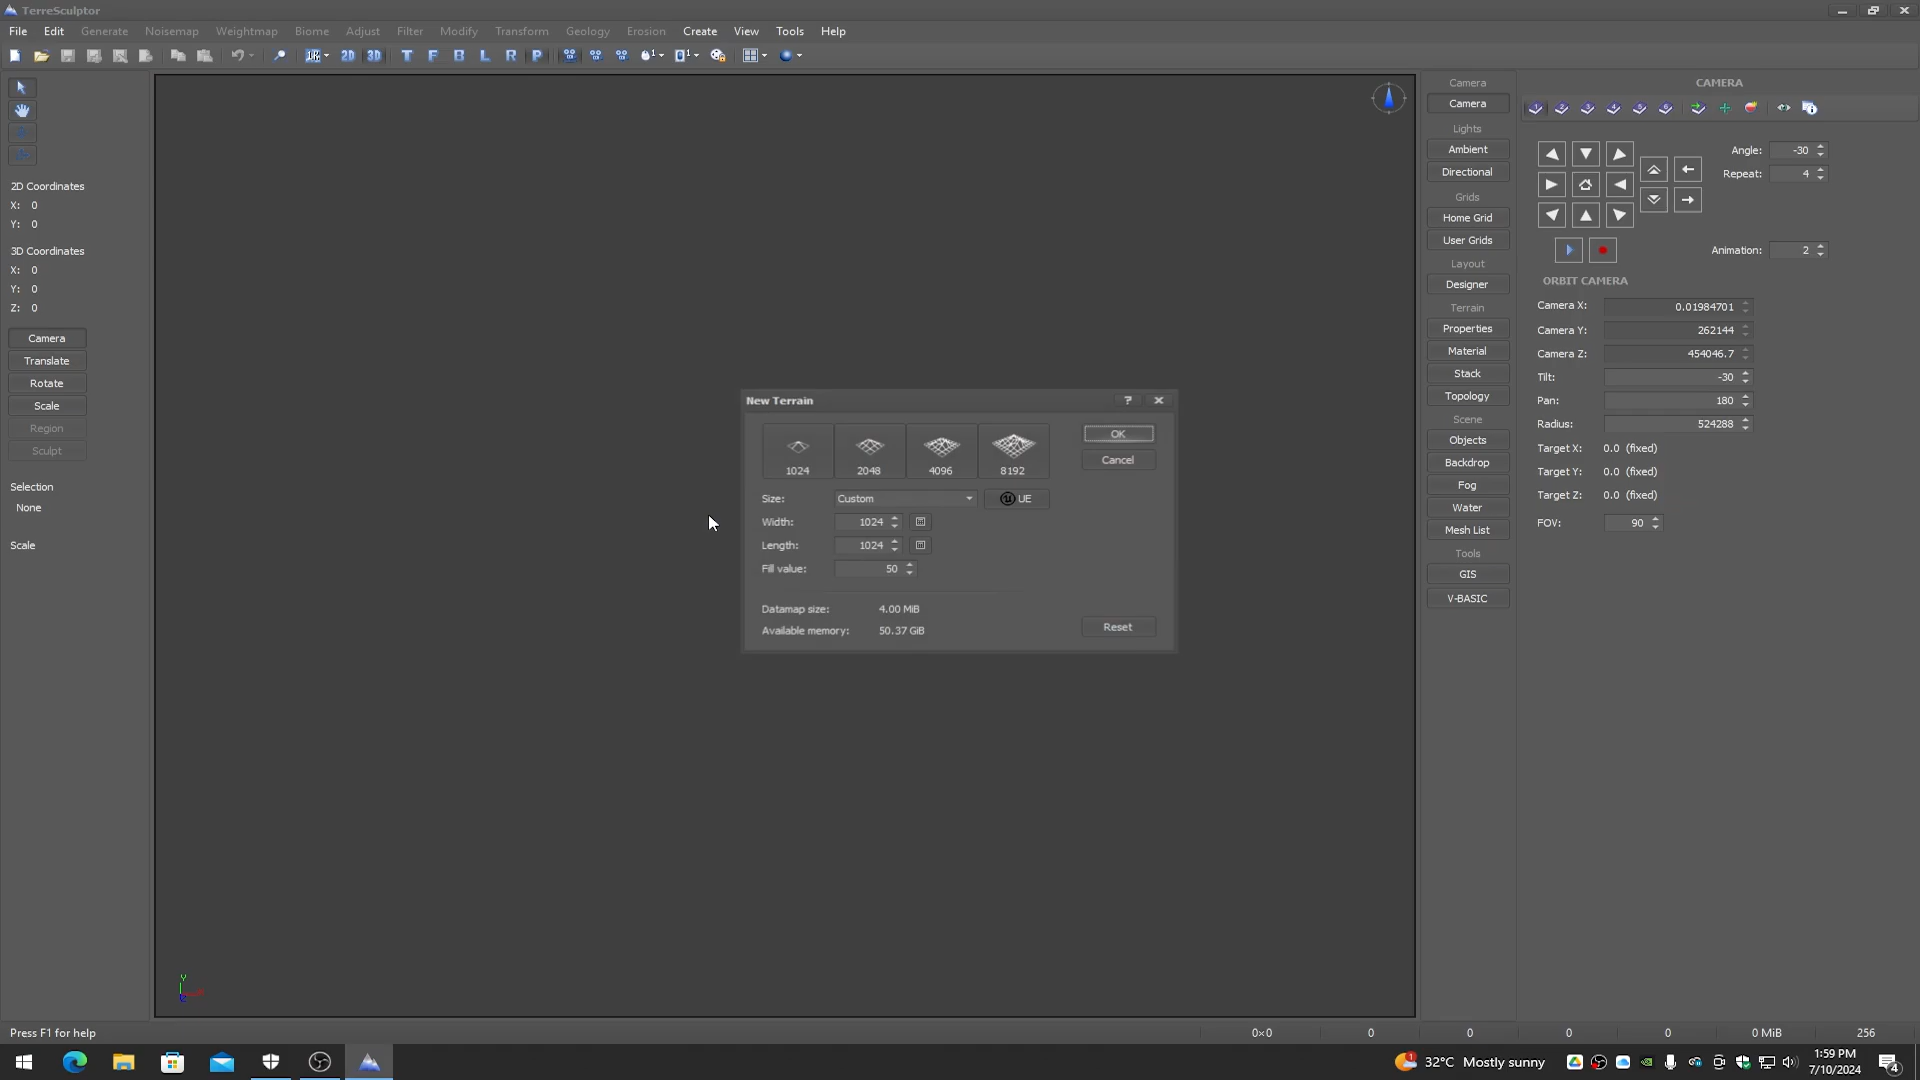 TerreSculptor
File Edit Generate Noisemap Weightmap Biome Adjust Filter Modify Transform Geology Erosion Create View Tools Help
2D 3D T F B L R P
2D Coordinates
X: 0
Y: 0
3D Coordinates
X: 0
Y: 0
Z: 0
Camera
Translate
Rotate
Scale
Region
Sculpt
Selection
None
Scale
New Terrain ?
1024 2048 4096 8192
OK
Cancel
Size: Custom UE
Width: 1024
Length: 1024
Fill value: 50
Datamap size: 4.00 MiB
Available memory: 50.37 GiB
Reset
Camera
Camera
Lights
Ambient
Directional
Grids
Home Grid
User Grids
Layout
Designer
Terrain
Properties
Material
Stack
Topology
Scene
Objects
Backdrop
Fog
Water
Mesh List
Tools
GIS
V-BASIC
CAMERA
1 2 3 4 5 6
Angle: -30
Repeat: 4
Animation: 2
ORBIT CAMERA
Camera X: 0.01984701
Camera Y: 262144
Camera Z: 454046.7
Tilt: -30
Pan: 180
Radius: 524288
Target X: 0.0 (fixed)
Target Y: 0.0 (fixed)
Target Z: 0.0 (fixed)
FOV: 90
Press F1 for help 0×0 0 0 0 0 0 MiB 256
1 32°C Mostly sunny
1:59 PM
7/10/2024
4